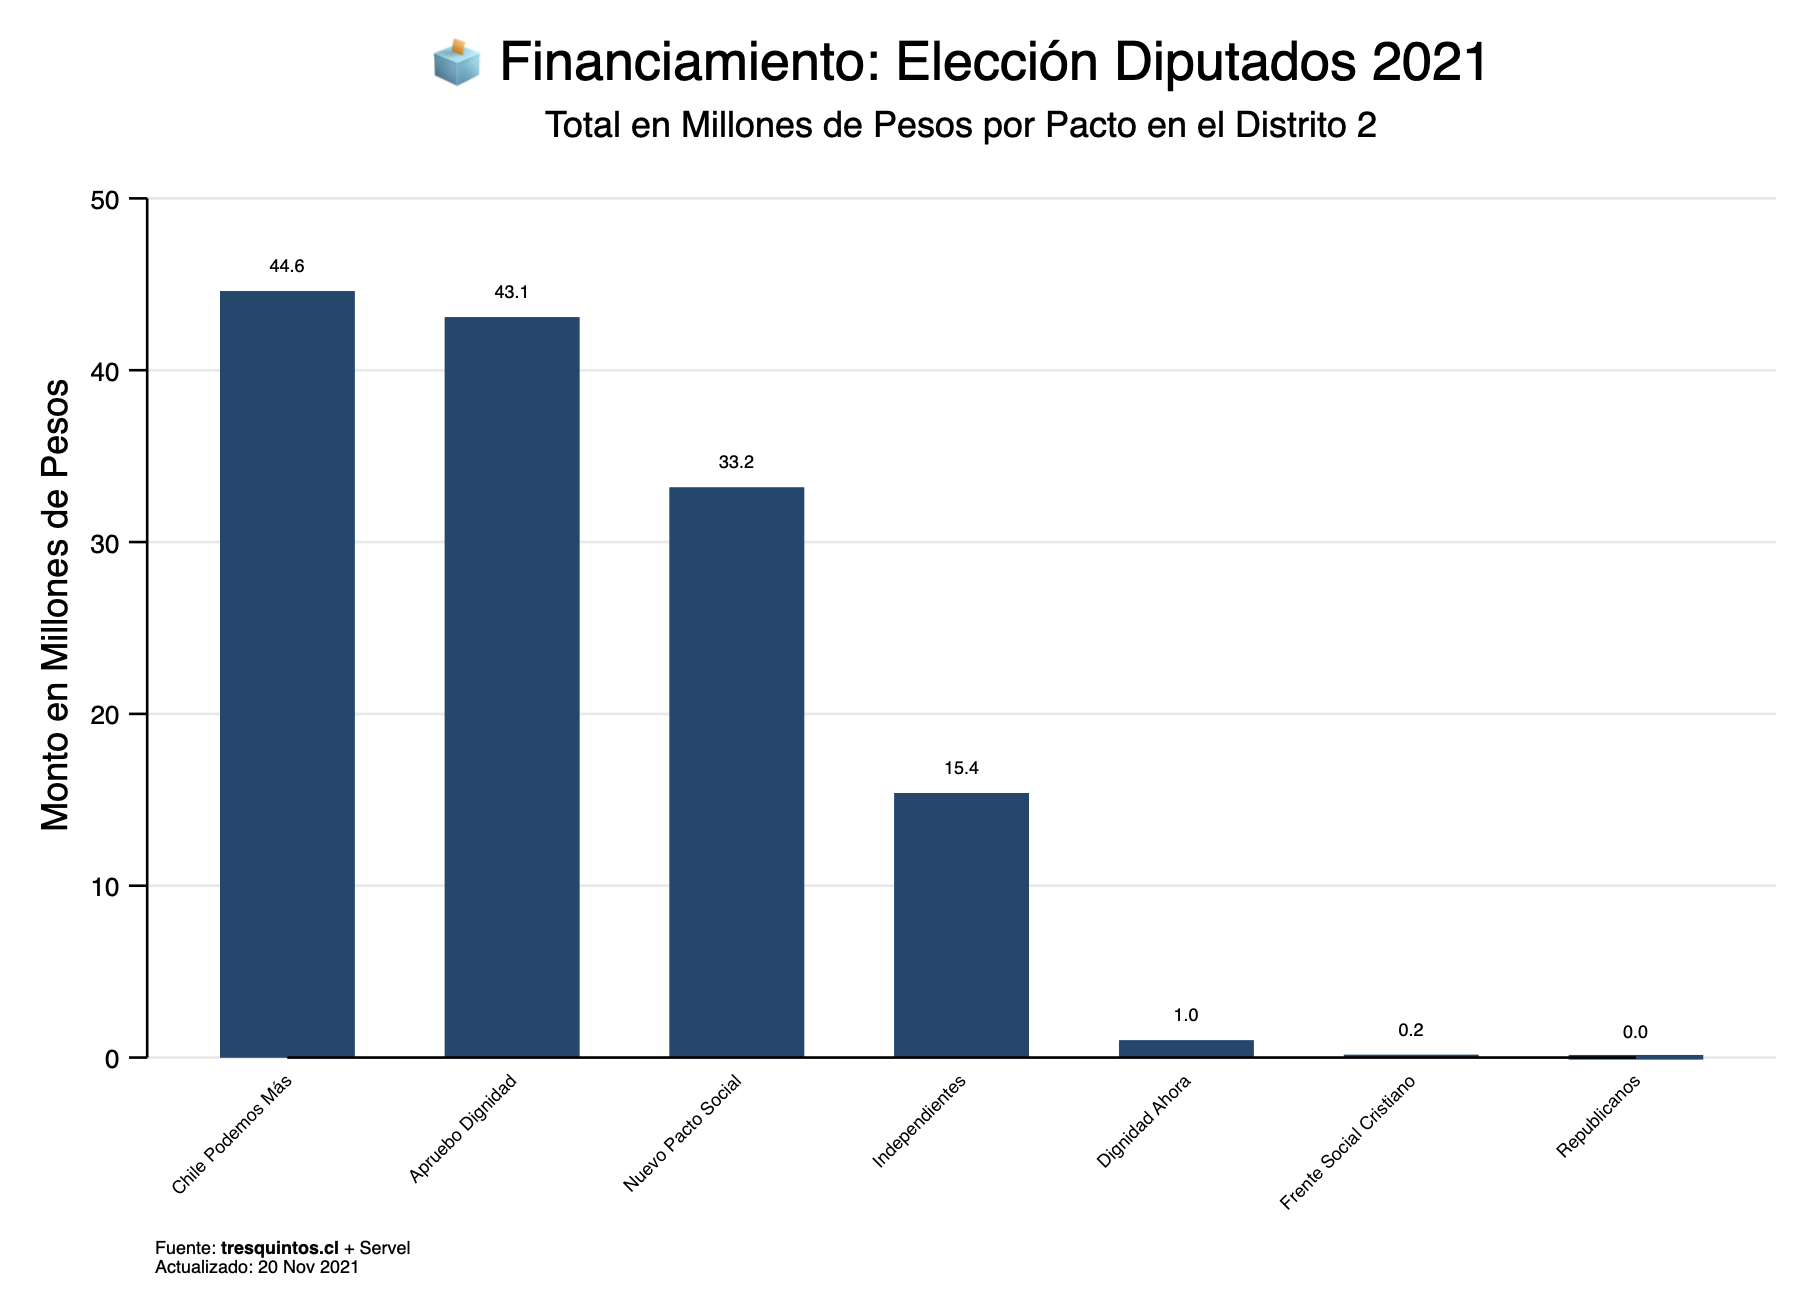 Financiamiento: Elección Diputados 2021
Total en Millones de Pesos por Pacto en el Distrito 2
Monto en Millones de Pesos
50
40
30
20
10
0
44.6
43.1
33.2
15.4
1.0
0.2
0.0
Chile Podemos Más
Apruebo Dignidad
Nuevo Pacto Social
Independientes
Dignidad Ahora
Frente Social Cristiano
Republicanos
Fuente: tresquintos.cl + Servel
Actualizado: 20 Nov 2021